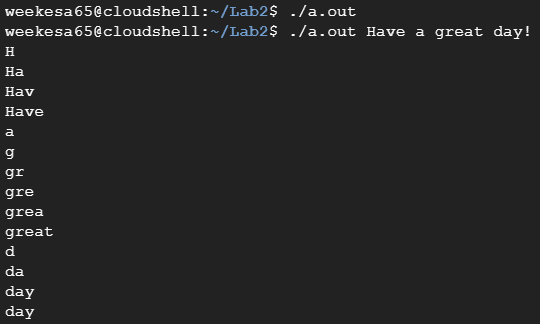 weekesa65@cloudshell:~/Lab2$ ./a.out
weekesa65@cloudshell:~/Lab2$ ./a.out Have a great day!
H
Ha
Hav
Have
a
g
gr
gre
grea
great
d
da
day
day